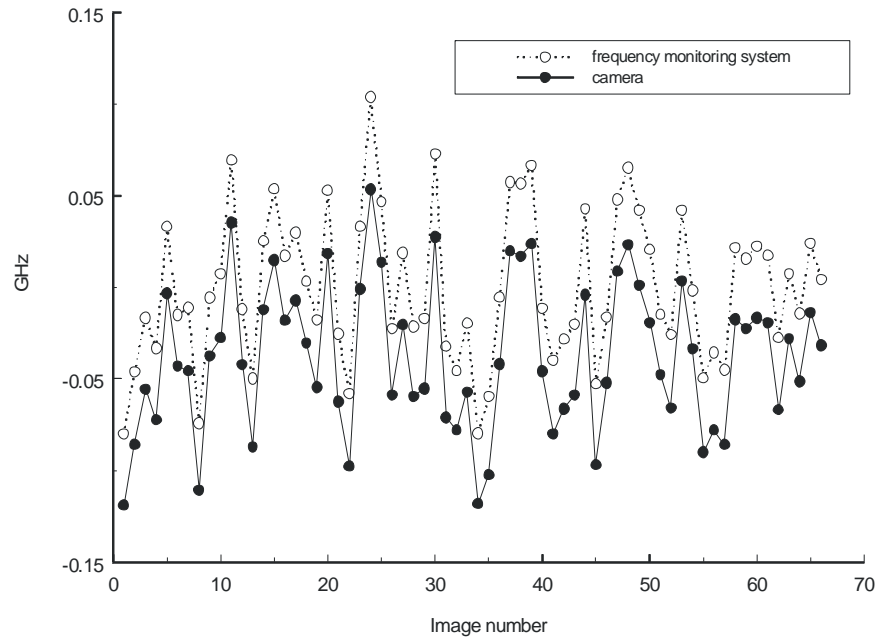 0.15
frequency monitoring system
camera
0.05
GHz
-0.05
-0.15
0 10 20 30 40 50 60 70
Image number